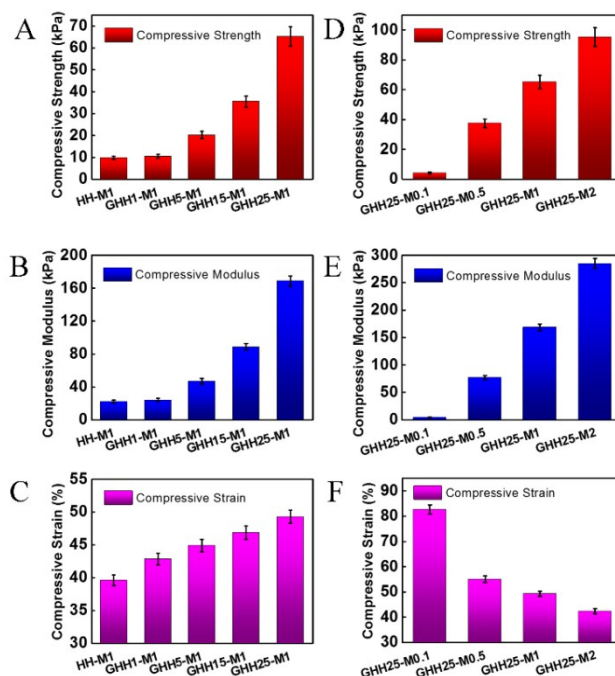 A
Compressive Strength (kPa)
70
60
50
40
30
20
10
0
Compressive Strength
HH-M1
GHH1-M1
GHH5-M1
GHH15-M1
GHH25-M1
D
Compressive Strength (kPa)
100
80
60
40
20
0
Compressive Strength
GHH25-M0.1
GHH25-M0.5
GHH25-M1
GHH25-M2
B
Compressive Modulus (kPa)
200
160
120
80
40
0
Compressive Modulus
HH-M1
GHH1-M1
GHH5-M1
GHH15-M1
GHH25-M1
E
Compressive Modulus (kPa)
300
250
200
150
100
50
0
Compressive Modulus
GHH25-M0.1
GHH25-M0.5
GHH25-M1
GHH25-M2
C
Compressive Strain (%)
55
50
45
40
35
30
Compressive Strain
HH-M1
GHH1-M1
GHH5-M1
GHH15-M1
GHH25-M1
F
Compressive Strain (%)
90
80
70
60
50
40
30
Compressive Strain
GHH25-M0.1
GHH25-M0.5
GHH25-M1
GHH25-M2